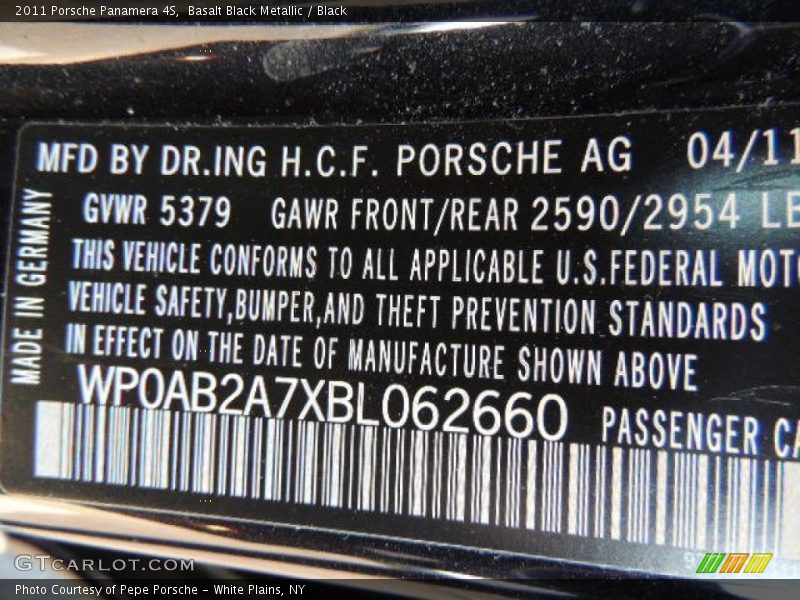 2011 Porsche Panamera 4S, Basalt Black Metallic / Black
MFD BY DR.ING H.C.F. PORSCHE AG 04/11
GVWR 5379 GAWR FRONT/REAR 2590/2954
THIS VEHICLE CONFORMS TO ALL APPLICABLE U.S.FEDERAL
VEHICLE SAFETY,BUMPER,AND THEFT PREVENTION STANDARDS
IN EFFECT ON THE DATE OF MANUFACTURE SHOWN ABOVE
MADE IN GERMANY
WP0AB2A7XBL062660 PASSENGER
GTCARLOT.COM
Photo Courtesy of Pepe Porsche - White Plains, NY